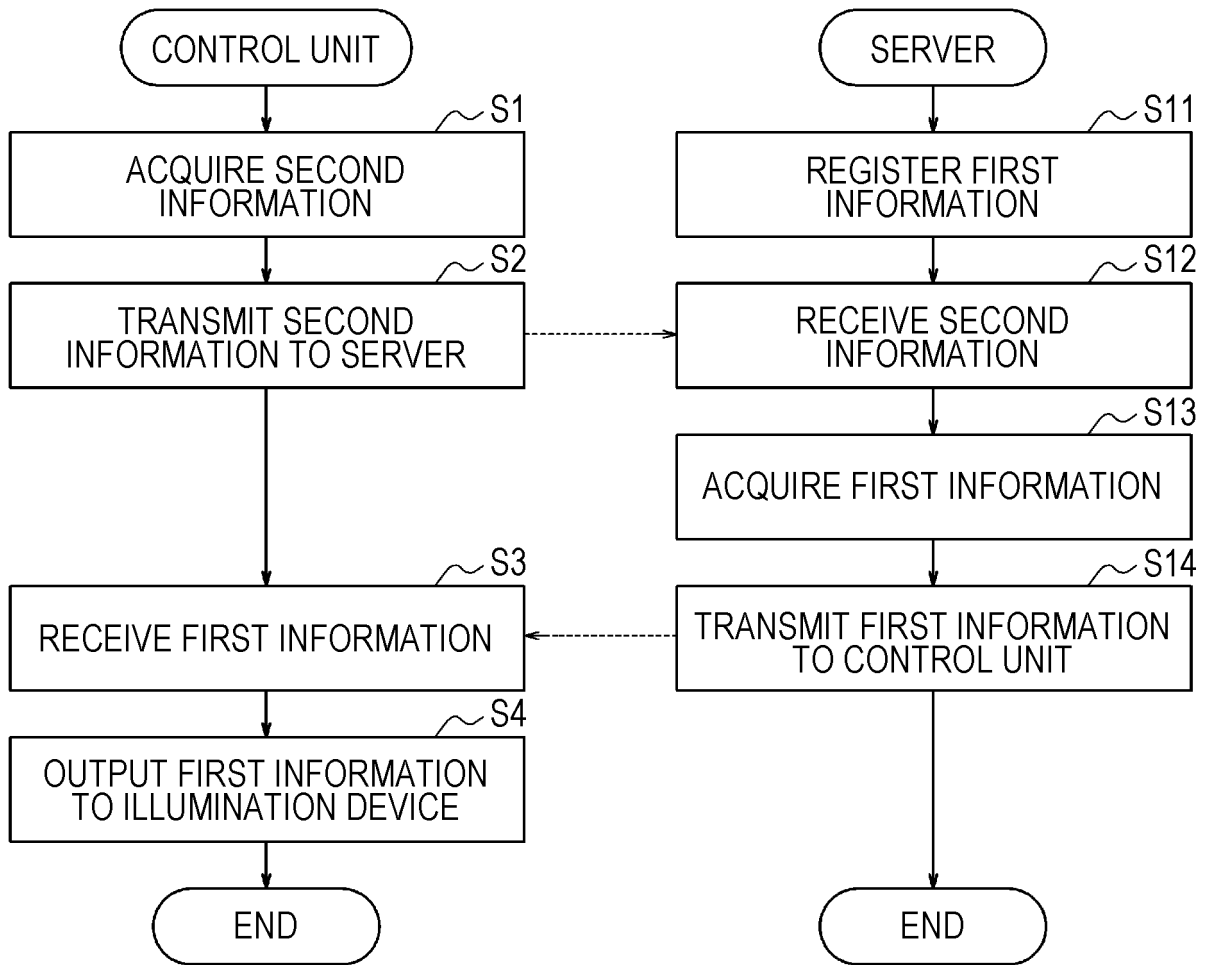 CONTROL UNIT
S1
ACQUIRE SECOND
INFORMATION
S2
TRANSMIT SECOND
INFORMATION TO SERVER
S3
RECEIVE FIRST INFORMATION
S4
OUTPUT FIRST INFORMATION
TO ILLUMINATION DEVICE
END
SERVER
S11
REGISTER FIRST
INFORMATION
S12
RECEIVE SECOND
INFORMATION
S13
ACQUIRE FIRST INFORMATION
S14
TRANSMIT FIRST INFORMATION
TO CONTROL UNIT
END